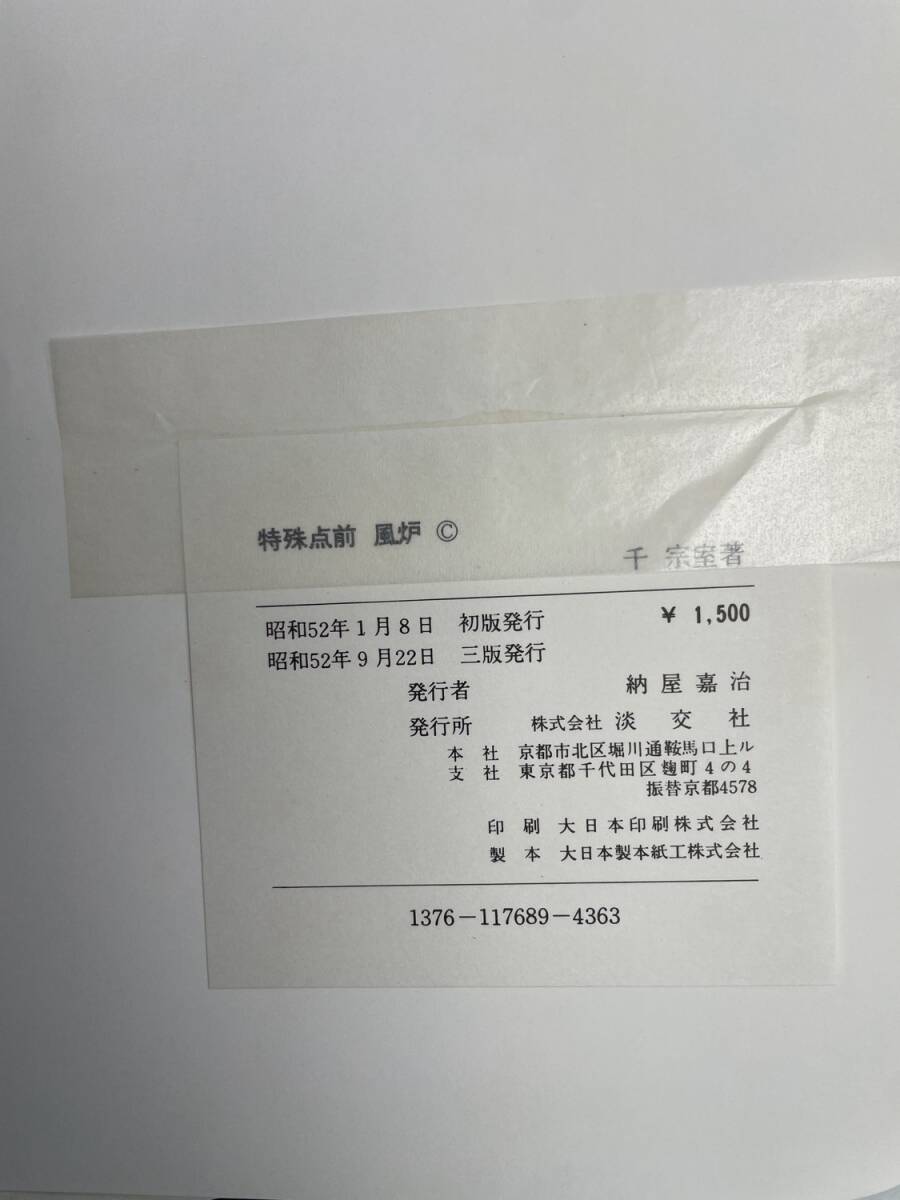 特殊点前 風炉 ©
千 宗室著
昭和52年1月8日 初版発行 ¥ 1,500
昭和52年9月22日 三版発行
発行者 納屋嘉治
発行所 株式会社 淡交社
本社 京都市北区堀川通鞍馬口上ル
支社 東京都千代田区麹町4の4
振替京都4578
印刷 大日本印刷株式会社
製本 大日本製本紙工株式会社
1376-117689-4363